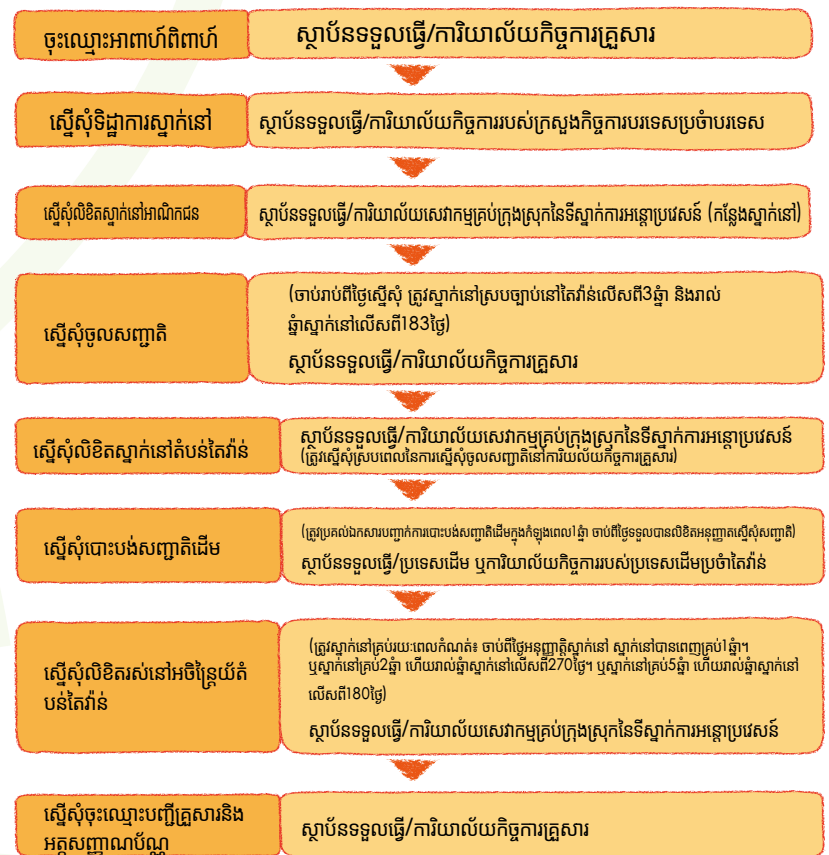 ចុះឈ្មោះអាពាហ៍ពិពាហ៍
ស្ថាប័នទទួលធ្វើ/ការិយាល័យកិច្ចការគ្រួសារ
ស្នើសុំទិដ្ឋាការស្នាក់នៅ
ស្ថាប័នទទួលធ្វើ/ការិយាល័យកិច្ចការរបស់ក្រសួងកិច្ចការបរទេសប្រចំាបរទេស
ស្នើសុំលិខិតស្នាក់នៅអាណិកជន
ស្ថាប័នទទួលធ្វើ/ការិយាល័យសេវាកម្មគ្រប់ក្រុងស្រុកនៃទីស្នាក់ការអន្តោប្រវេសន៍ (កន្លែងស្នាក់នៅ)
ស្នើសុំចូលសញ្ជាតិ
(ចាប់រាប់ពីថ្ងៃស្នើសុំ ត្រូវស្នាក់នៅស្របច្បាប់នៅតៃវ៉ាន់លើសពី3ឆ្នាំ និងរាល់
ឆ្នាំស្នាក់នៅលើសពី183ថ្ងៃ)
ស្ថាប័នទទួលធ្វើ/ការិយាល័យកិច្ចការគ្រួសារ
ស្នើសុំលិខិតស្នាក់នៅតំបន់តៃវ៉ាន់
ស្ថាប័នទទួលធ្វើ/ការិយាល័យសេវាកម្មគ្រប់ក្រុងស្រុកនៃទីស្នាក់ការអន្តោប្រវេសន៍
(ត្រូវស្នើសុំស្របពេលនៃការស្នើសុំចូលសញ្ជាតិនៅការិយល័យកិច្ចការគ្រួសារ)
ស្នើសុំបោះបង់សញ្ជាតិដើម
(ត្រូវប្រគល់ឯកសារបញ្ជាក់ការបោះបង់សញ្ជាតិដើមក្នុងកំឡុងពេល1ឆ្នាំ ចាប់ពីថ្ងៃទទួលបានលិខិតអនុញ្ញាតស្នើសុំសញ្ជាតិ)
ស្ថាប័នទទួលធ្វើ/ប្រទេសដើម ឬការិយាល័យកិច្ចការរបស់ប្រទេសដើមប្រចំាតៃវ៉ាន់
ស្នើសុំលិខិតរស់នៅអចិន្ត្រៃយ៍តំ
បន់តៃវ៉ាន់
(ត្រូវស្នាក់នៅគ្រប់រយ:ពេលកំណត់៖ ចាប់ពីថ្ងៃអនុញ្ញាត្តិស្នាក់នៅ ស្នាក់នៅបានពេញគ្រប់1ឆ្នាំ។
ឬស្នាក់នៅគ្រប់2ឆ្នាំ ហើយរាល់ឆ្នាំស្នាក់នៅលើសពី270ថ្ងៃ។ ឬស្នាក់នៅគ្រប់5ឆ្នាំ ហើយរាល់ឆ្នាំស្នាក់នៅ
លើសពី180ថ្ងៃ)
ស្ថាប័នទទួលធ្វើ/ការិយាល័យសេវាកម្មគ្រប់ក្រុងស្រុកនៃទីស្នាក់ការអន្តោប្រវេសន៍
ស្នើសុំចុះឈ្មោះបញ្ជីគ្រួសារនិង
អត្តសញ្ញាណប័ណ្ណ
ស្ថាប័នទទួលធ្វើ/ការិយាល័យកិច្ចការគ្រួសារ